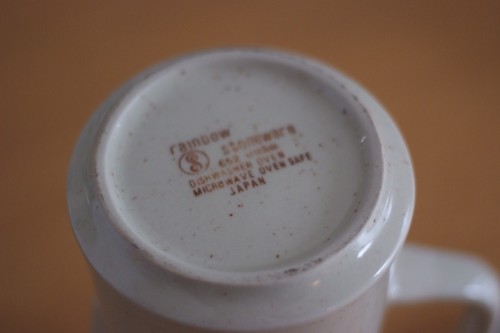 rainbow stoneware
S
DISHWASHER OVEN
MICROWAVE OVEN SAFE
JAPAN